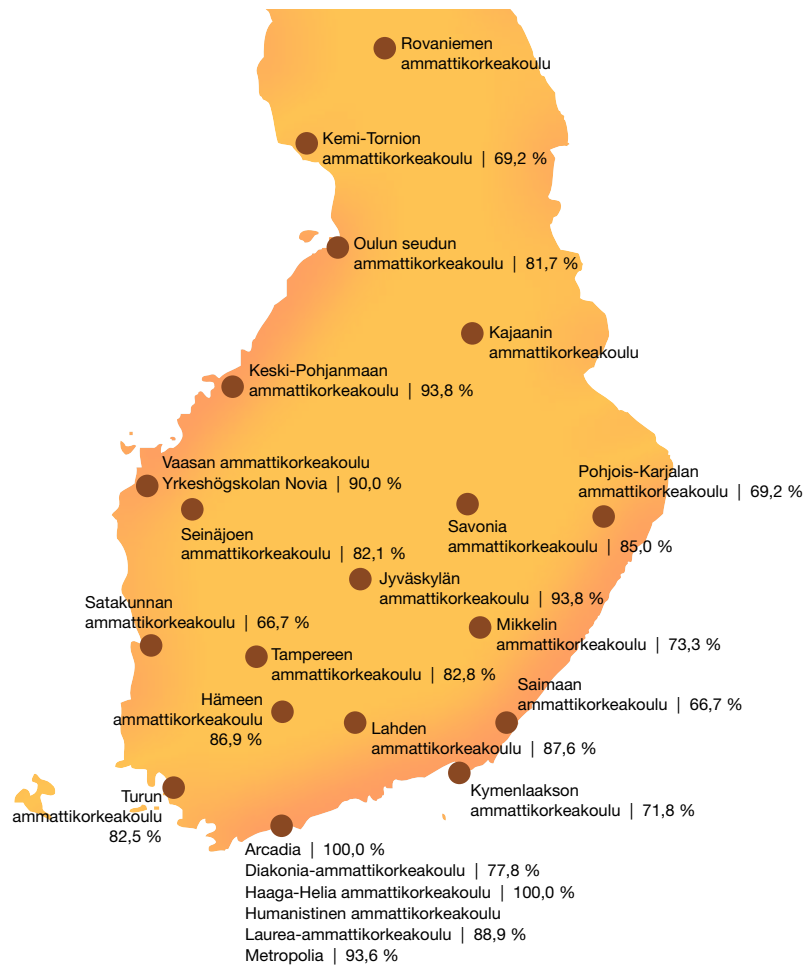 Rovaniemen
ammattikorkeakoulu
Kemi-Tornion
ammattikorkeakoulu | 69,2 %
Oulun seudun
ammattikorkeakoulu | 81,7 %
Kajaanin
ammattikorkeakoulu
Keski-Pohjanmaan
ammattikorkeakoulu | 93,8 %
Vaasan ammattikorkeakoulu
Yrkeshögskolan Novia | 90,0 %
Pohjois-Karjalan
ammattikorkeakoulu | 69,2 %
Seinäjoen
ammattikorkeakoulu | 82,1 %
Savonia
ammattikorkeakoulu | 85,0 %
Jyväskylän
ammattikorkeakoulu | 93,8 %
Satakunnan
ammattikorkeakoulu | 66,7 %
Mikkelin
ammattikorkeakoulu | 73,3 %
Tampereen
ammattikorkeakoulu | 82,8 %
Saimaan
ammattikorkeakoulu | 66,7 %
Hämeen
ammattikorkeakoulu
86,9 %
Lahden
ammattikorkeakoulu | 87,6 %
Kymenlaakson
ammattikorkeakoulu | 71,8 %
Turun
ammattikorkeakoulu
82,5 %
Arcadia | 100,0 %
Diakonia-ammattikorkeakoulu | 77,8 %
Haaga-Helia ammattikorkeakoulu | 100,0 %
Humanistinen ammattikorkeakoulu
Laurea-ammattikorkeakoulu | 88,9 %
Metropolia | 93,6 %